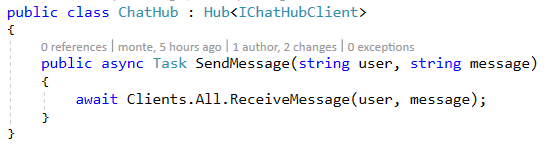 public class ChatHub : Hub<IChatHubClient>
{
0 references | monte, 5 hours ago | 1 author, 2 changes | 0 exceptions
public async Task SendMessage(string user, string message)
{
await Clients.All.ReceiveMessage(user, message);
}
}